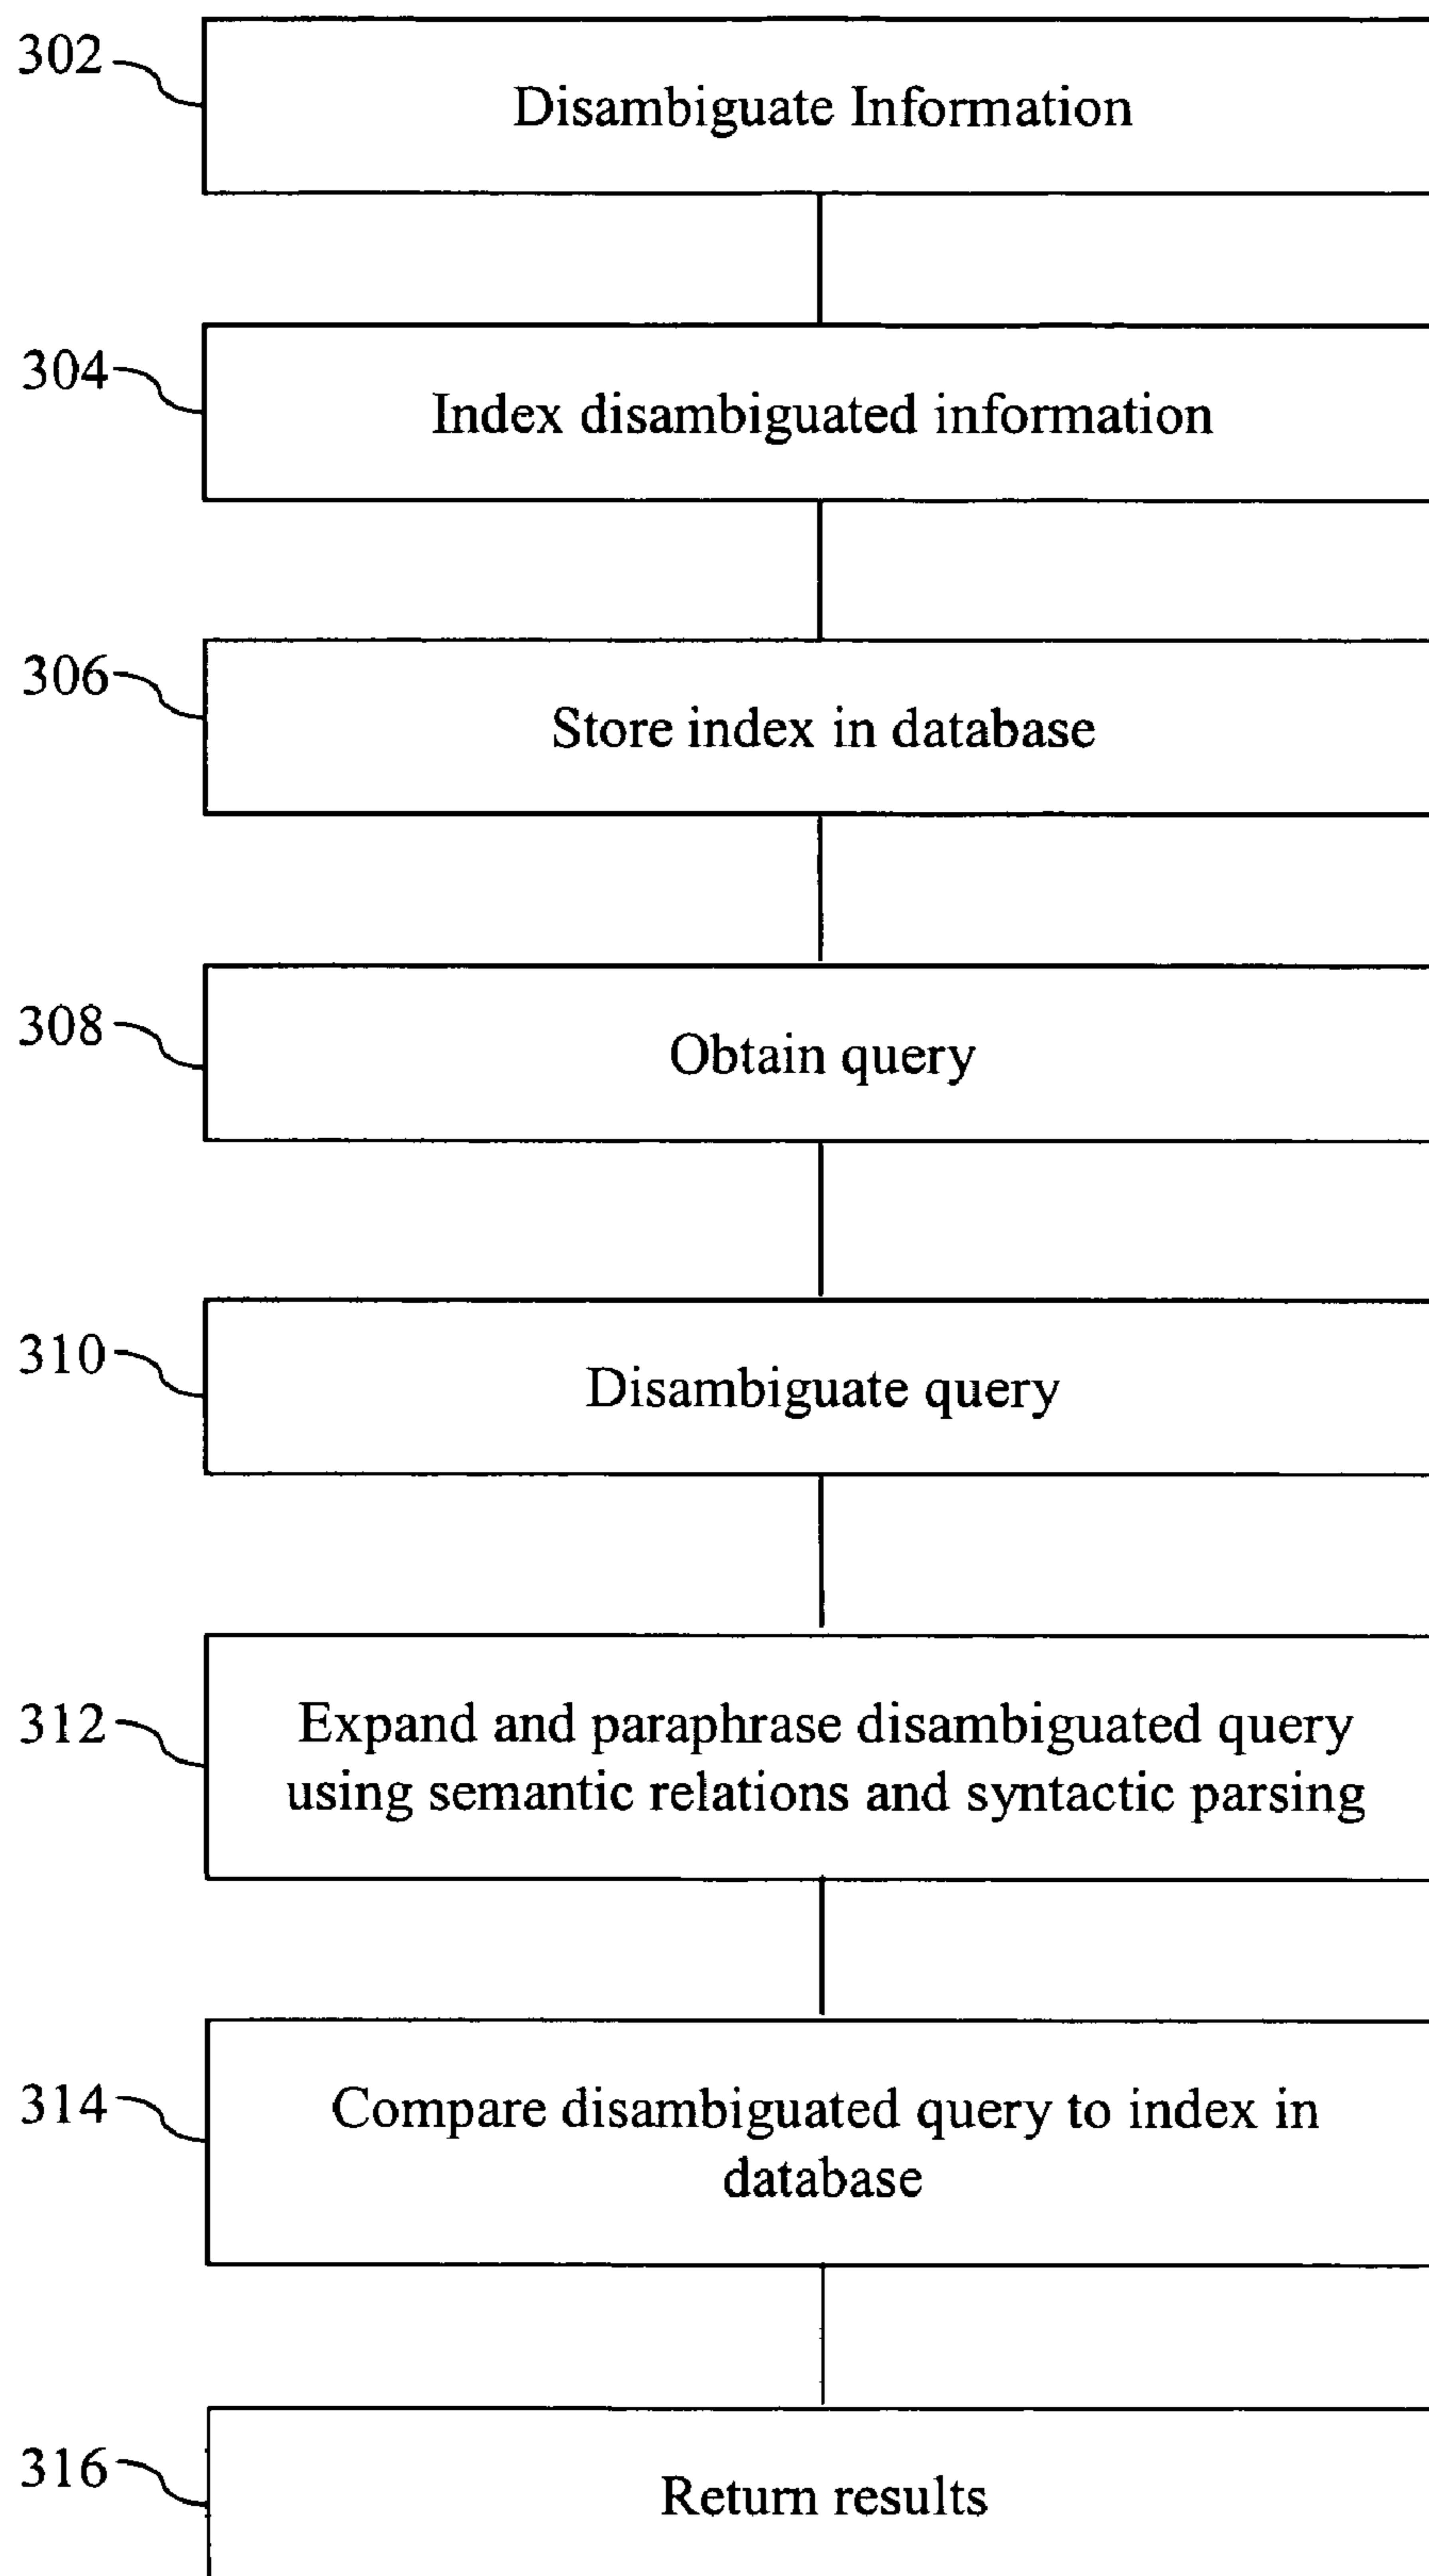 302
Disambiguate Information
304
Index disambiguated information
306
Store index in database
308
Obtain query
310
Disambiguate query
312
Expand and paraphrase disambiguated query
using semantic relations and syntactic parsing
314
Compare disambiguated query to index in
database
316
Return results